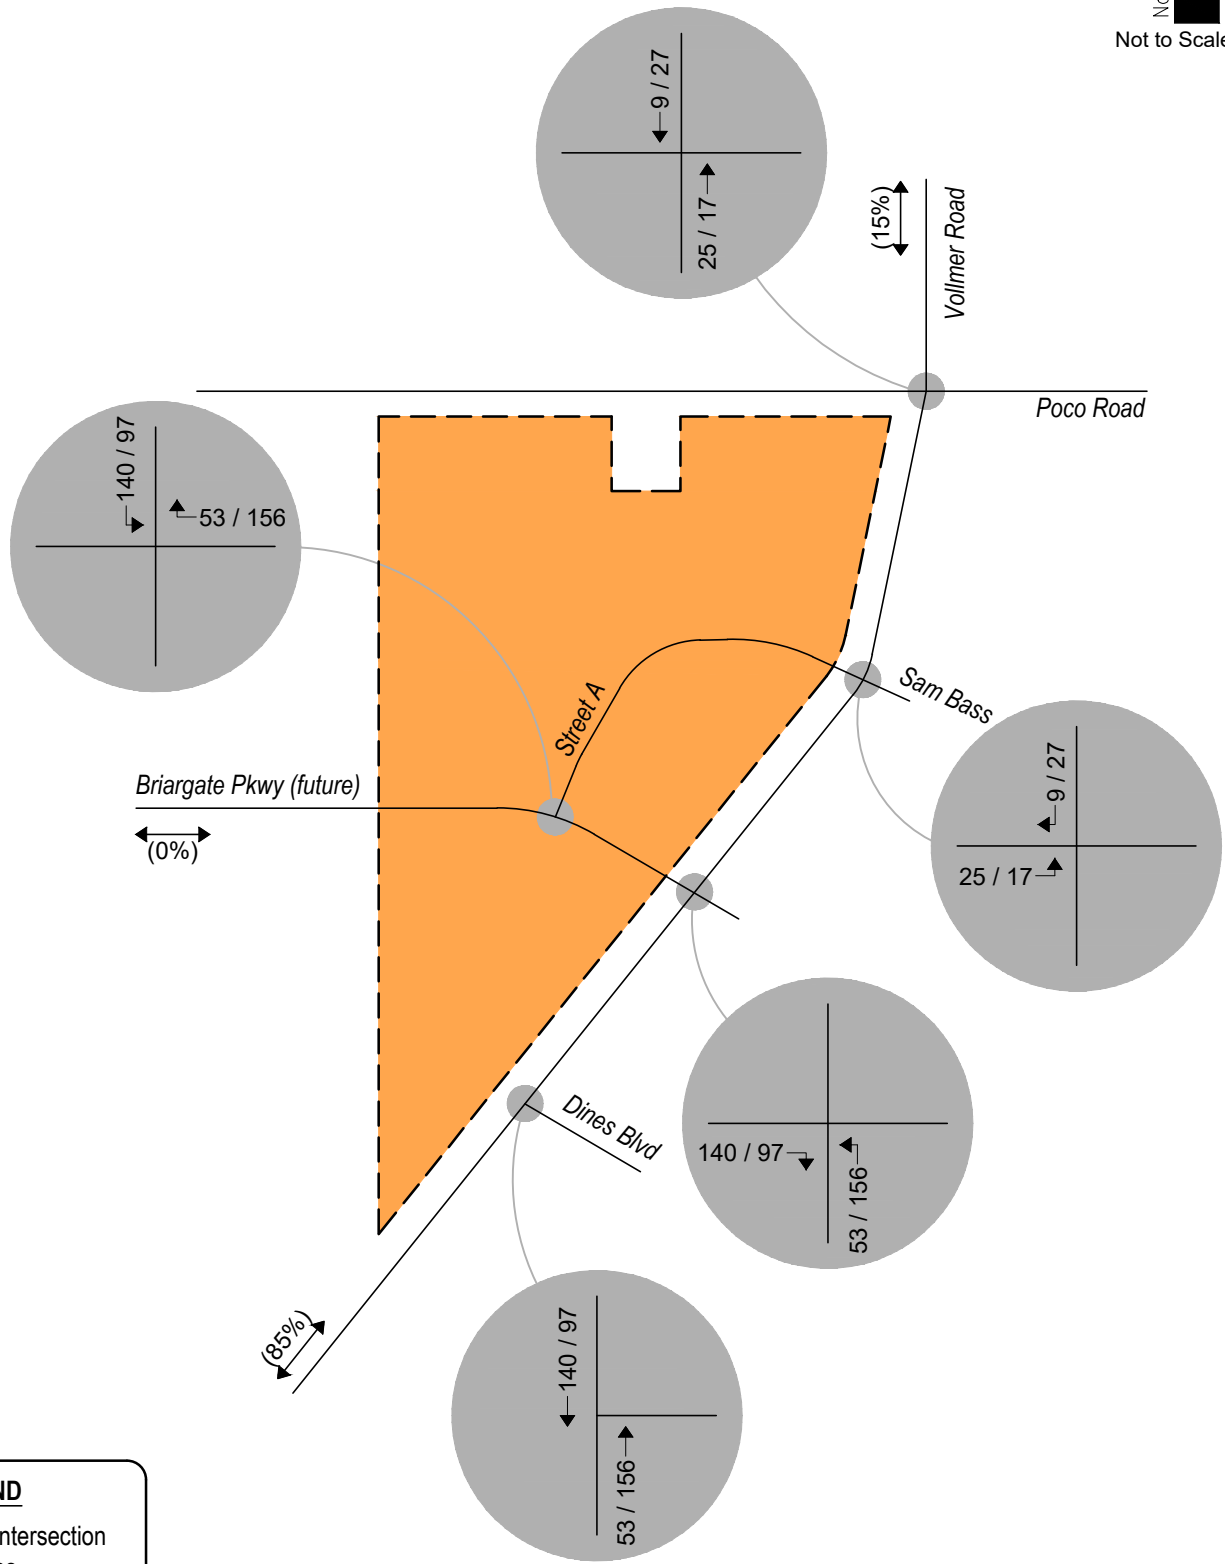 Not to Scale
9 / 27
25 / 17
(15%)
Vollmer Road
Poco Road
140 / 97
53 / 156
Street A
Sam Bass
Briargate Pkwy (future)
(0%)
9 / 27
25 / 17
Dines Blvd
140 / 97
53 / 156
(85%)
140 / 97
53 / 156